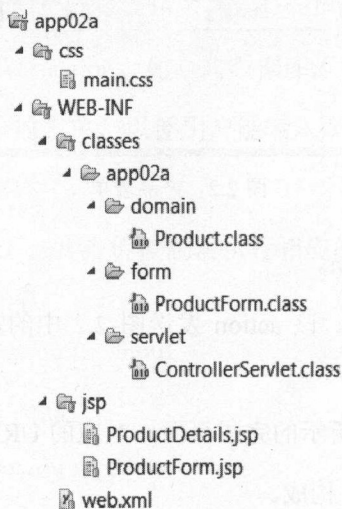 app02a
css
main.css
WEB-INF
classes
app02a
domain
Product.class
form
ProductForm.class
servlet
ControllerServlet.class
jsp
ProductDetails.jsp
ProductForm.jsp
web.xml